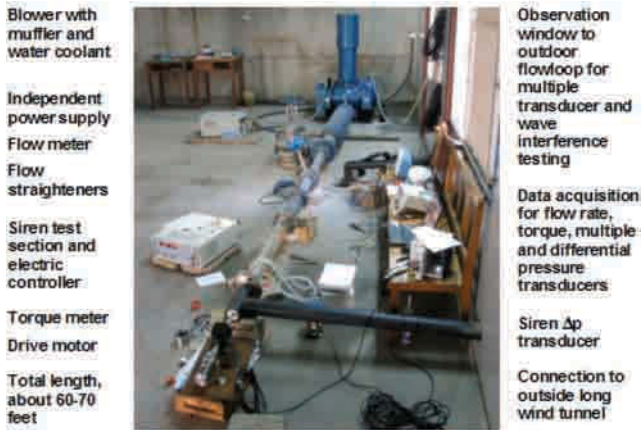 Blower with
muffler and
water coolant
Independent
power supply
Flow meter
Flow
straighteners
Siren test
section and
electric
controller
Torque meter
Drive motor
Total length,
about 60-70
feet
Observation
window to
outdoor
flowloop for
multiple
transducer and
wave
interference
testing
Data acquisition
for flow rate,
torque, multiple
and differential
pressure
transducers
Siren Δp
transducer
Connection to
outside long
wind tunnel